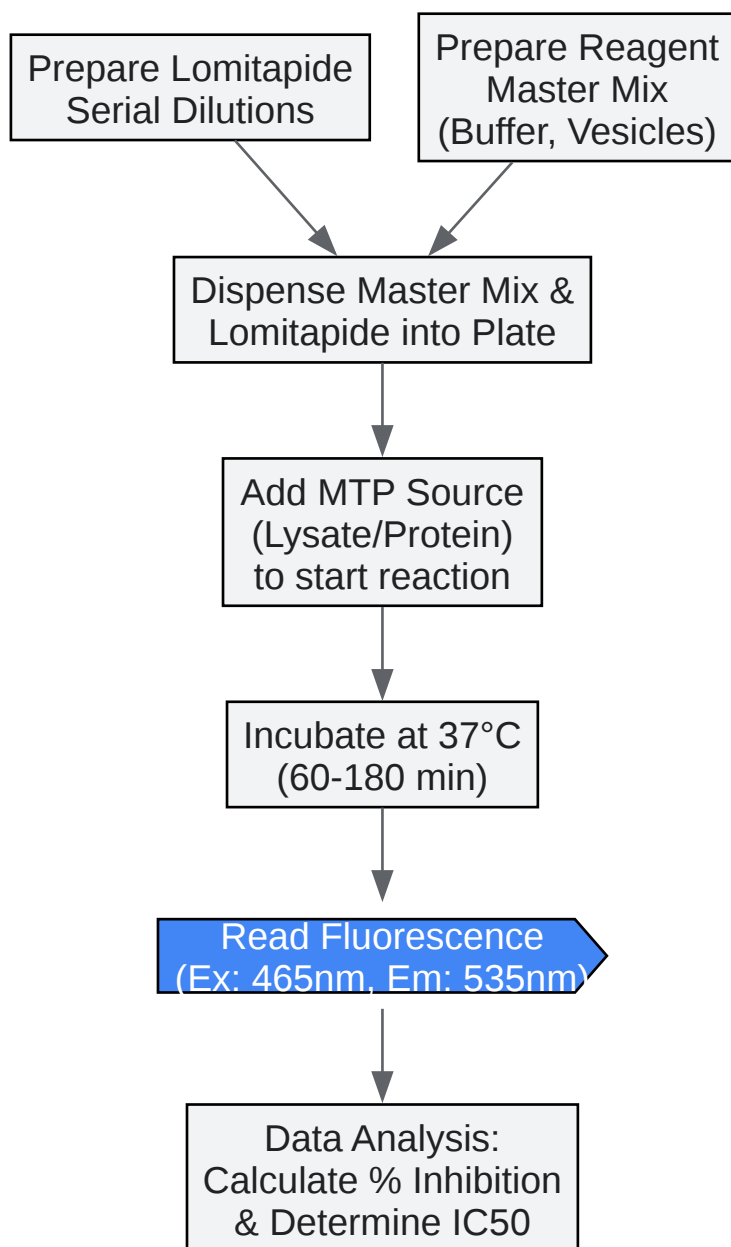 Prepare Lomitapide
Serial Dilutions
Prepare Reagent
Master Mix
(Buffer, Vesicles)
Dispense Master Mix &
Lomitapide into Plate
Add MTP Source
(Lysate/Protein)
to start reaction
Incubate at 37°C
(60-180 min)
Read Fluorescence
(Ex: 465nm, Em: 535nm)
Data Analysis:
Calculate % Inhibition
& Determine IC50